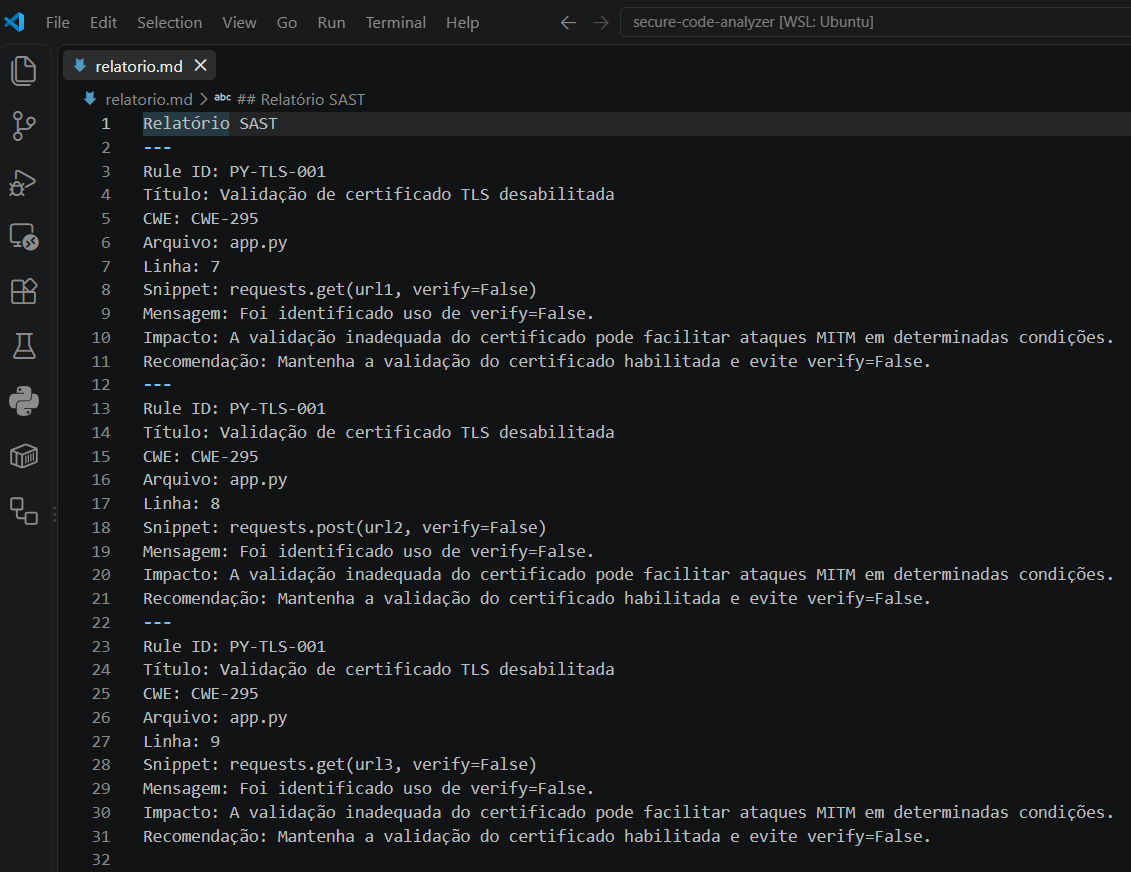 File Edit Selection View Go Run Terminal Help
secure-code-analyzer [WSL: Ubuntu]
relatorio.md
relatorio.md > abc ## Relatório SAST
1 Relatório SAST
2 ---
3 Rule ID: PY-TLS-001
4 Título: Validação de certificado TLS desabilitada
5 CWE: CWE-295
6 Arquivo: app.py
7 Linha: 7
8 Snippet: requests.get(url1, verify=False)
9 Mensagem: Foi identificado uso de verify=False.
10 Impacto: A validação inadequada do certificado pode facilitar ataques MITM em determinadas condições.
11 Recomendação: Mantenha a validação do certificado habilitada e evite verify=False.
12 ---
13 Rule ID: PY-TLS-001
14 Título: Validação de certificado TLS desabilitada
15 CWE: CWE-295
16 Arquivo: app.py
17 Linha: 8
18 Snippet: requests.post(url2, verify=False)
19 Mensagem: Foi identificado uso de verify=False.
20 Impacto: A validação inadequada do certificado pode facilitar ataques MITM em determinadas condições.
21 Recomendação: Mantenha a validação do certificado habilitada e evite verify=False.
22 ---
23 Rule ID: PY-TLS-001
24 Título: Validação de certificado TLS desabilitada
25 CWE: CWE-295
26 Arquivo: app.py
27 Linha: 9
28 Snippet: requests.get(url3, verify=False)
29 Mensagem: Foi identificado uso de verify=False.
30 Impacto: A validação inadequada do certificado pode facilitar ataques MITM em determinadas condições.
31 Recomendação: Mantenha a validação do certificado habilitada e evite verify=False.
32